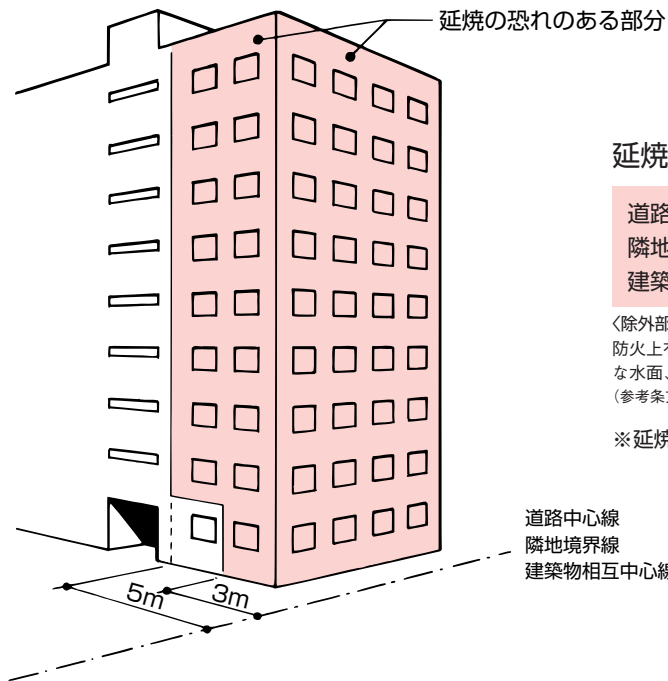 延焼の恐れのある部分
延焼
道路
隣地
建築
〈除外部
防火上
な水面、
(参考条
※延焼
道路中心線
隣地境界線
建築物相互中心線
5m
3m